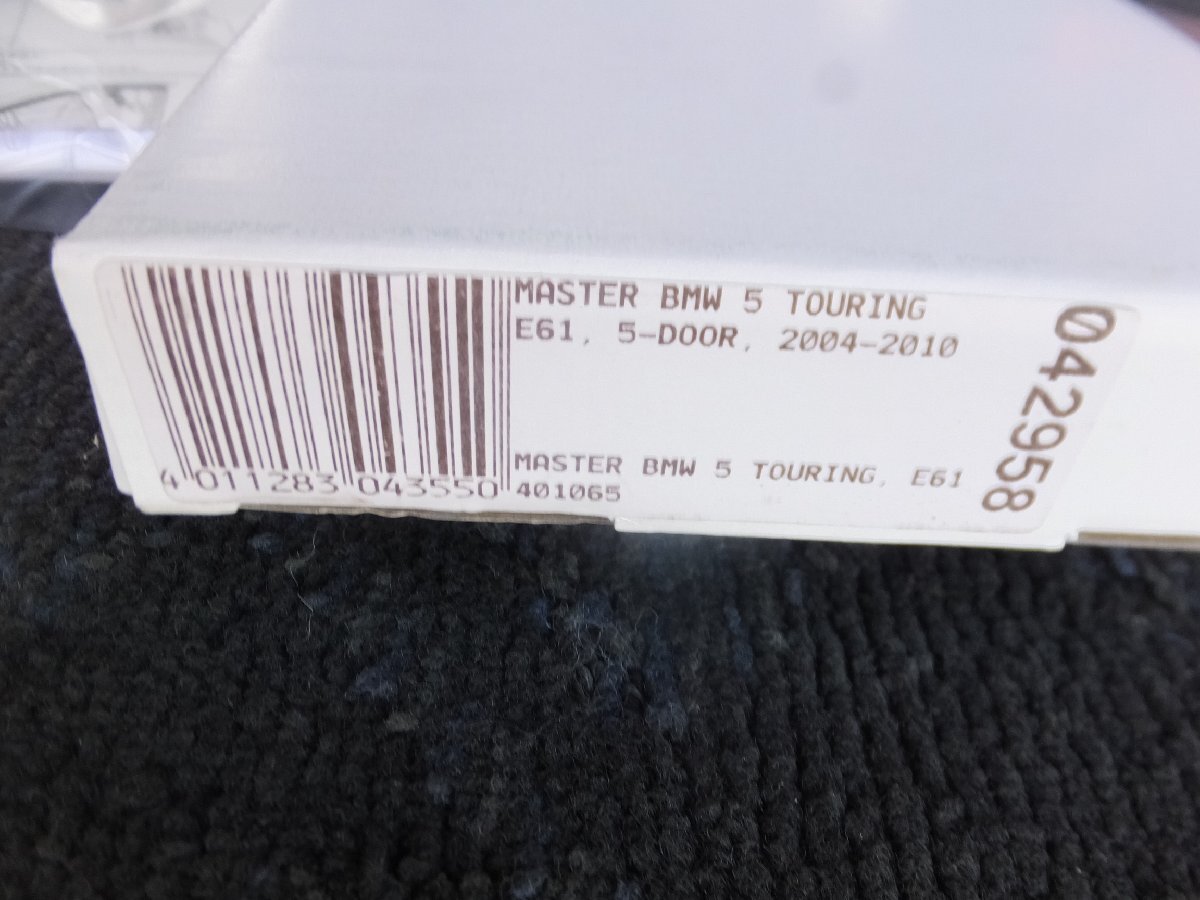 MASTER BMW 5 TOURING
E61, 5-DOOR, 2004-2010
MASTER BMW 5 TOURING, E61
401065
4 011283 043550
042958